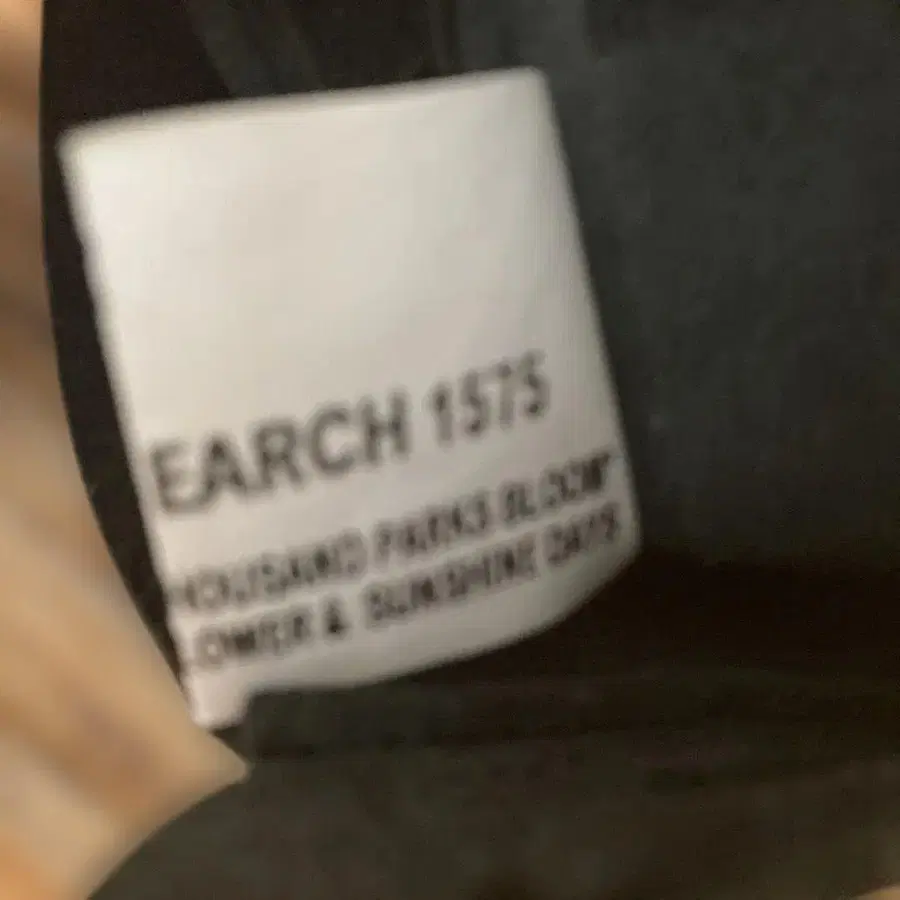 EARCH 1575
HOUSAND PARKS BLOOM"
LOWER & SUNSHINE DAYS